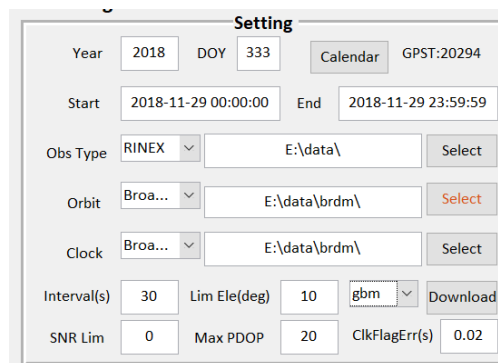 Setting
Year 2018 DOY 333 Calendar GPST:20294
Start 2018-11-29 00:00:00 End 2018-11-29 23:59:59
Obs Type RINEX E:\data\ Select
Orbit Broa... E:\data\brdm\ Select
Clock Broa... E:\data\brdm\ Select
Interval(s) 30 Lim Ele(deg) 10 gbm Download
SNR Lim 0 Max PDOP 20 ClkFlagErr(s) 0.02